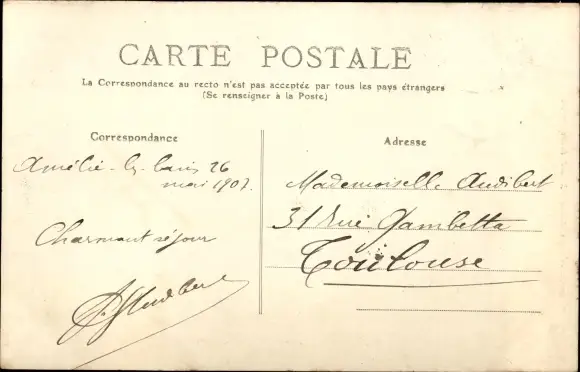 CARTE POSTALE
La Correspondance au recto n'est pas acceptée par tous les pays étrangers
(Se renseigner à la Poste)
Correspondance
Amélie-les-bains 26
mai 1907.
Charmant séjour
Adresse
Mademoiselle Audibert
31 Rue Gambetta
Toulouse